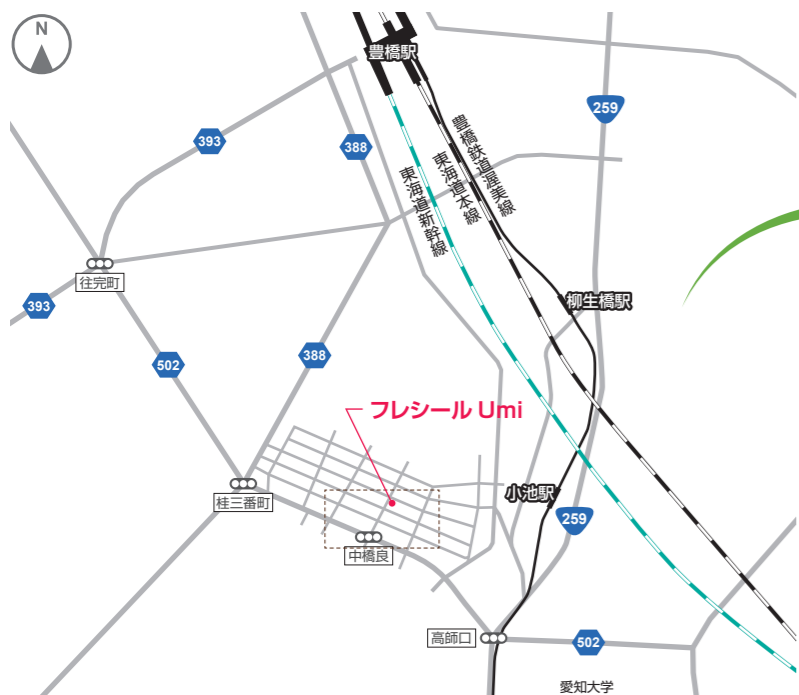 N
豊橋駅
259
393
388
豊橋鉄道渥美線
東海道本線
東海道新幹線
往完町
393
柳生橋駅
502
388
フレシール Umi
桂三番町
小池駅
259
中橋良
高師口
502
愛知大学